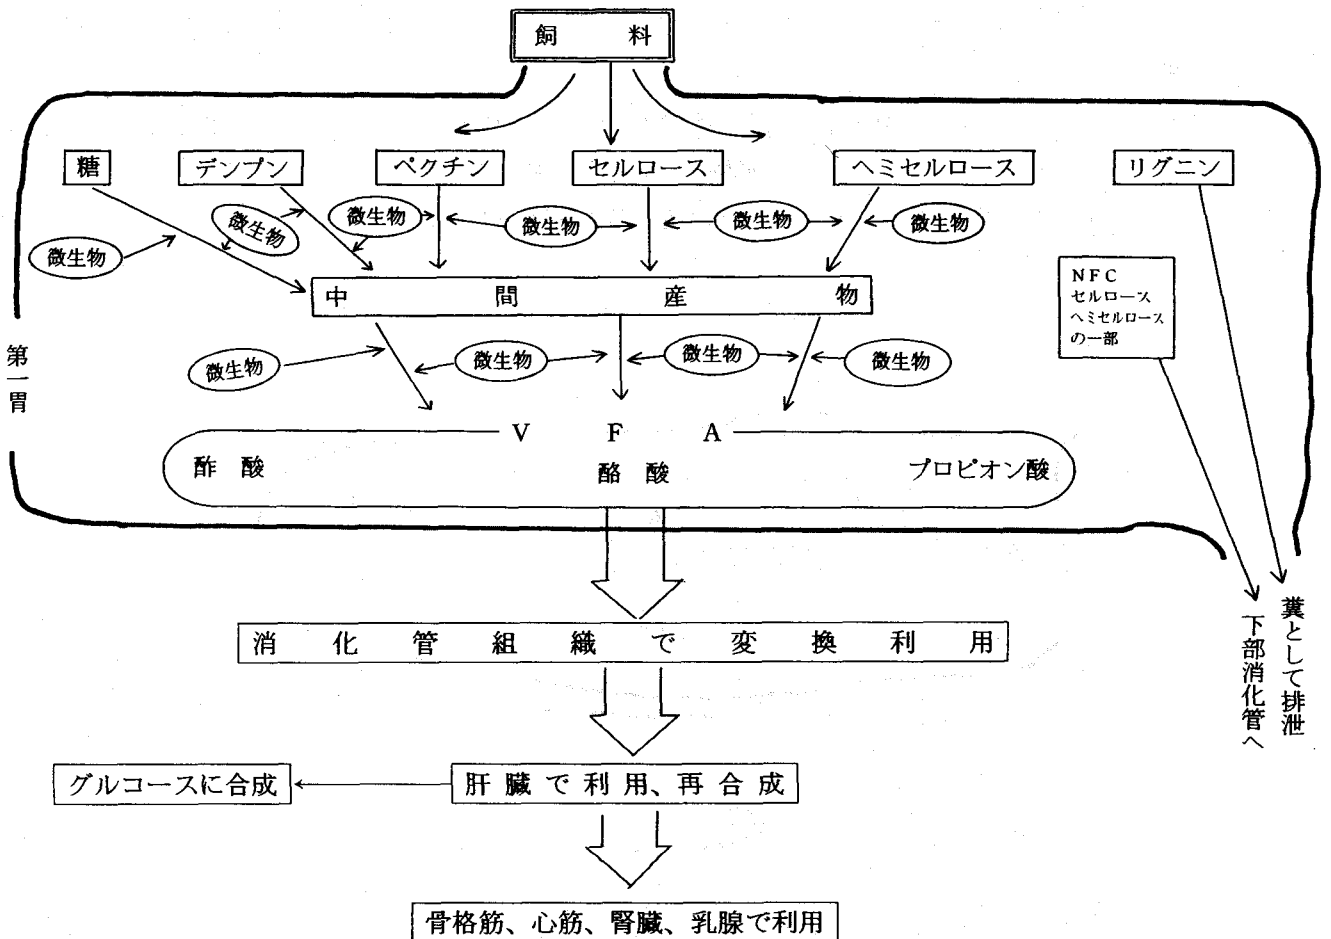 飼料
糖
デンプン
ペクチン
セルロース
ヘミセルロース
リグニン
微生物
微生物
微生物
微生物
微生物
微生物
中間産物
NFC
セルロース
ヘミセルロース
の一部
微生物
微生物
微生物
微生物
第一胃
VFA
酢酸
酪酸
プロピオン酸
消化管組織で変換利用
下部消化管へ
糞として排泄
グルコースに合成
肝臓で利用、再合成
骨格筋、心筋、腎臓、乳腺で利用